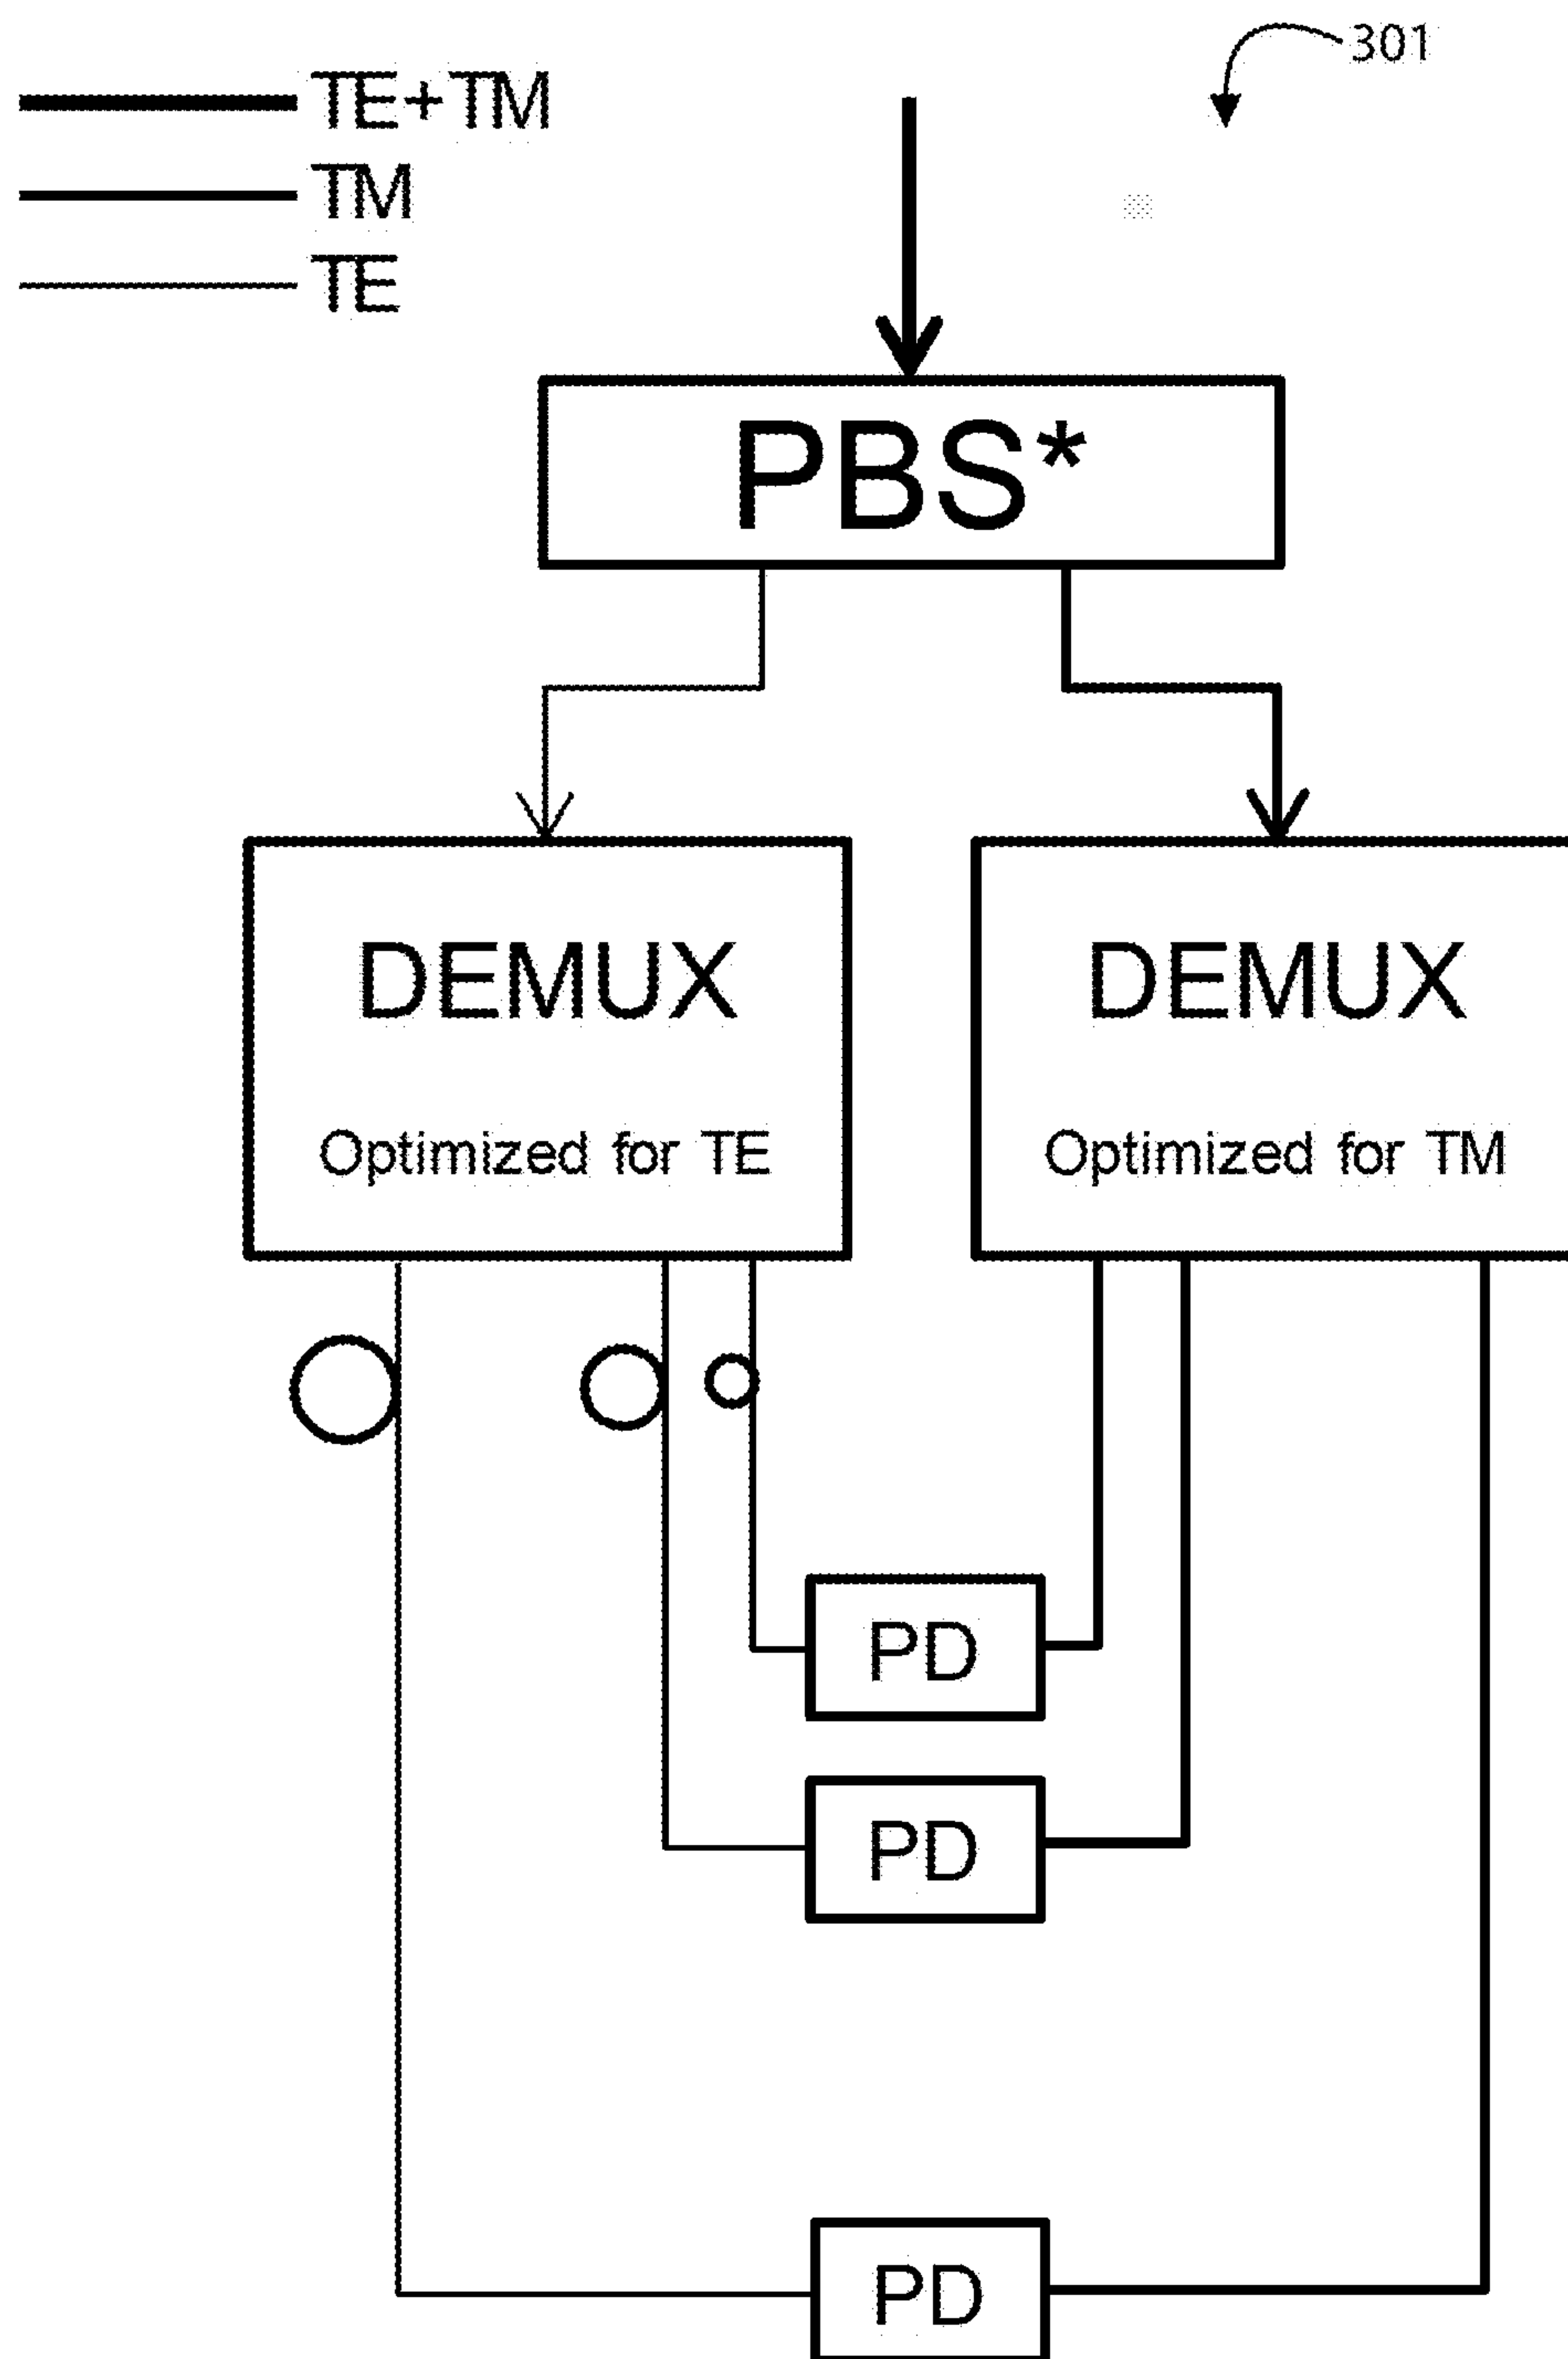 301
TE+TM
TM
TE
PBS*
DEMUX
Optimized for TE
DEMUX
Optimized for TM
PD
PD
PD